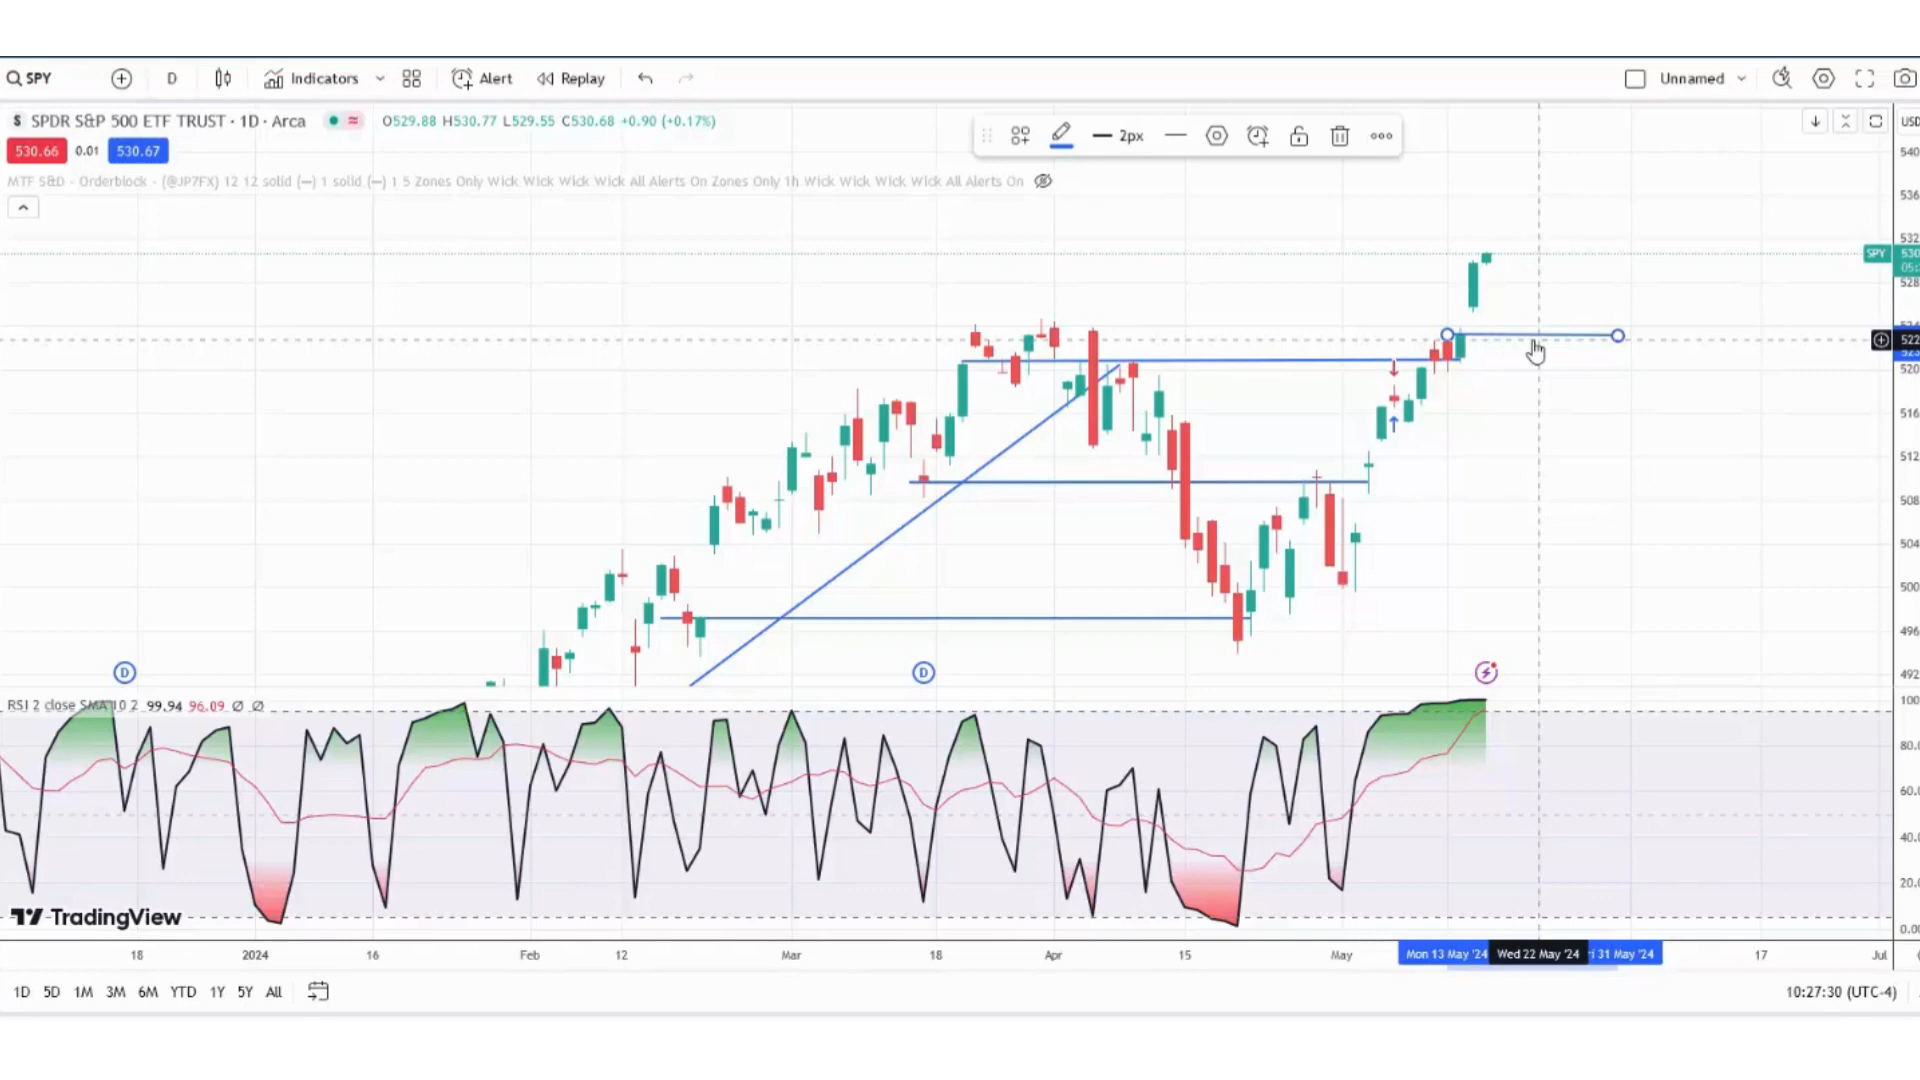 SPY D Indicators Alert Replay Unnamed
S SPDR S&P 500 ETF TRUST · 1D · Arca O529.88 H530.77 L529.55 C530.68 +0.90 (+0.17%)
2px
USD
530.66 0.01 530.67
540
MTF S&D - Orderblock - (@JP7FX) 12 12 solid (—) 1 solid (—) 1 5 Zones Only Wick Wick Wick Wick All Alerts On Zones Only 1h Wick Wick Wick Wick All Alerts On
536
532
SPY 530
528
522
520
516
512
508
504
500
496
D D
492
RSI 2 close SMA 10 2 99.94 96.09 ∅ ∅
100
80.0
60.0
40.0
20.0
TradingView
0.00
18 2024 16 Feb 12 Mar 18 Apr 15 May Mon 13 May '24 Wed 22 May '24 31 May '24 17 Jul
1D 5D 1M 3M 6M YTD 1Y 5Y All 10:27:30 (UTC-4)